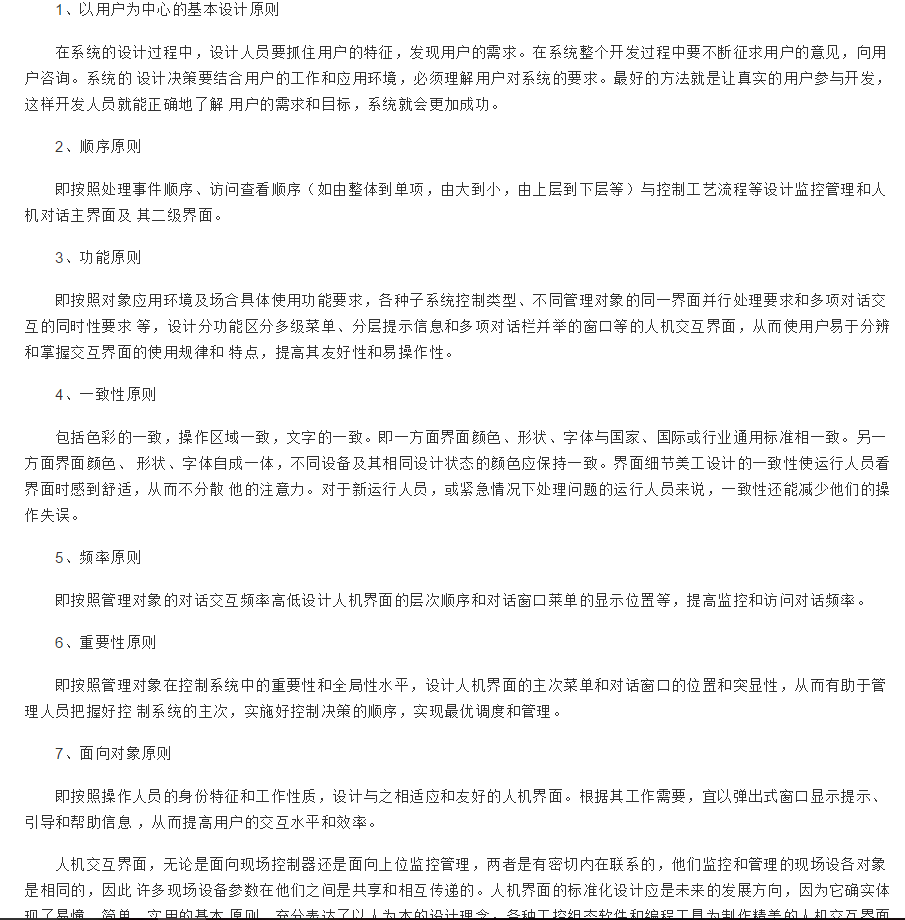 1、以用户为中心的基本设计原则
在系统的设计过程中，设计人员要抓住用户的特征，发现用户的需求。在系统整个开发过程中要不断征求用户的意见，向用
户咨询。系统的 设计决策要结合用户的工作和应用环境，必须理解用户对系统的要求。最好的方法就是让真实的用户参与开发，
这样开发人员就能正确地了解 用户的需求和目标，系统就会更加成功。
2、顺序原则
即按照处理事件顺序、访问查看顺序（如由整体到单项，由大到小，由上层到下层等）与控制工艺流程等设计监控管理和人
机对话主界面及 其二级界面。
3、功能原则
即按照对象应用环境及场合具体使用功能要求，各种子系统控制类型、不同管理对象的同一界面并行处理要求和多项对话交
互的同时性要求 等，设计分功能区分多级菜单、分层提示信息和多项对话栏并举的窗口等的人机交互界面，从而使用户易于分辨
和掌握交互界面的使用规律和 特点，提高其友好性和易操作性。
4、一致性原则
包括色彩的一致，操作区域一致，文字的一致。即一方面界面颜色、形状、字体与国家、国际或行业通用标准相一致。另一
方面界面颜色、 形状、字体自成一体，不同设备及其相同设计状态的颜色应保持一致。界面细节美工设计的一致性使运行人员看
界面时感到舒适，从而不分散 他的注意力。对于新运行人员，或紧急情况下处理问题的运行人员来说，一致性还能减少他们的操
作失误。
5、频率原则
即按照管理对象的对话交互频率高低设计人机界面的层次顺序和对话窗口菜单的显示位置等，提高监控和访问对话频率。
6、重要性原则
即按照管理对象在控制系统中的重要性和全局性水平，设计人机界面的主次菜单和对话窗口的位置和突显性，从而有助于管
理人员把握好控 制系统的主次，实施好控制决策的顺序，实现最优调度和管理。
7、面向对象原则
即按照操作人员的身份特征和工作性质，设计与之相适应和友好的人机界面。根据其工作需要，宜以弹出式窗口显示提示、
引导和帮助信息 ，从而提高用户的交互水平和效率。
人机交互界面，无论是面向现场控制器还是面向上位监控管理，两者是有密切内在联系的，他们监控和管理的现场设备对象
是相同的，因此 许多现场设备参数在他们之间是共享和相互传递的。人机界面的标准化设计应是未来的发展方向，因为它确实体
现了易懂、简单、实用的基本 原则，充分表达了以人为本的设计理念。各种工控组态软件和编程工具为制作精美的人机交互界面